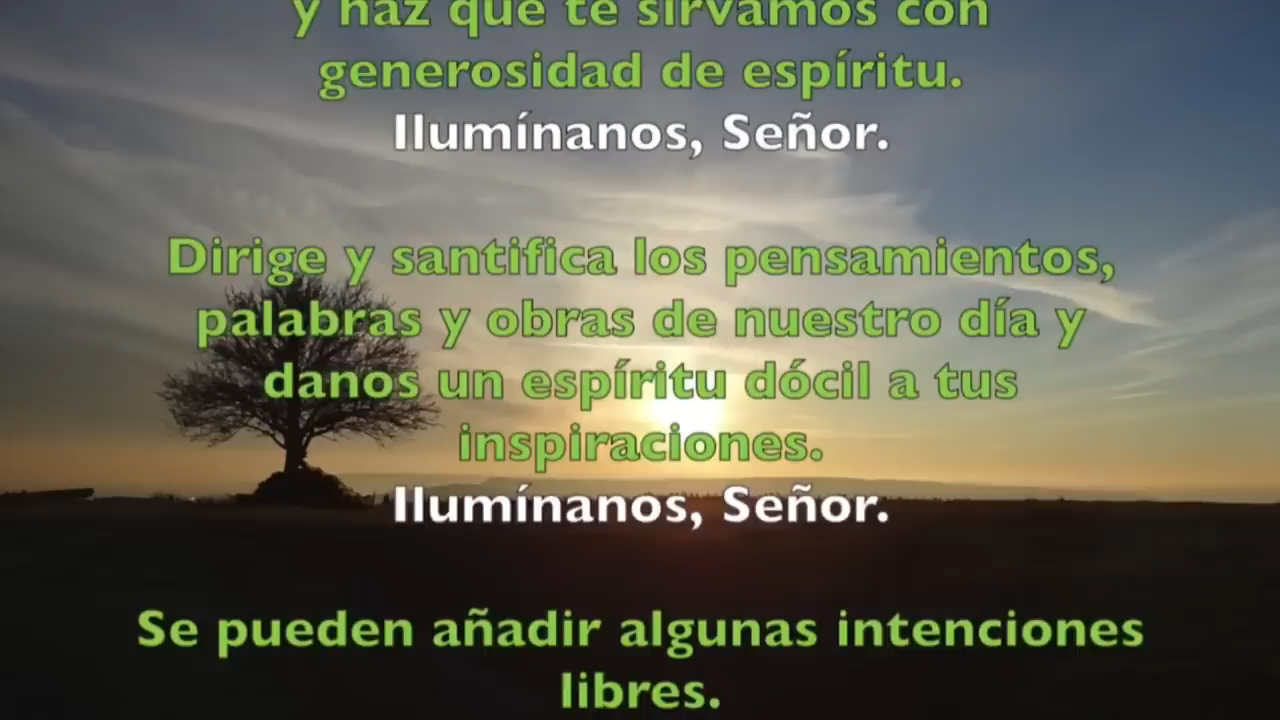 y haz que te sirvamos con
generosidad de espíritu.
Ilumínanos, Señor.
Dirige y santifica los pensamientos,
palabras y obras de nuestro día y
danos un espíritu dócil a tus
inspiraciones.
Ilumínanos, Señor.
Se pueden añadir algunas intenciones
libres.